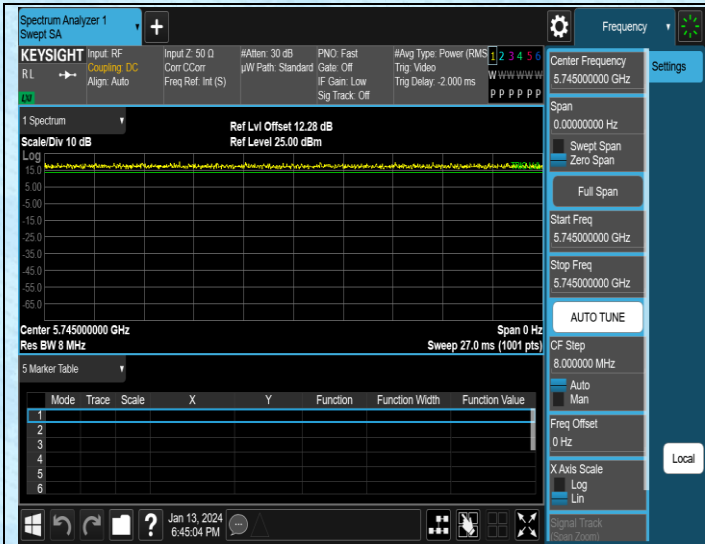 Spectrum Analyzer 1
Swept SA
Frequency
KEYSIGHT
RL
LXI
Input: RF
Coupling: DC
Align: Auto
Input Z: 50 Ω
Corr CCorr
Freq Ref: Int (S)
#Atten: 30 dB
µW Path: Standard
PNO: Fast
Gate: Off
IF Gain: Low
Sig Track: Off
#Avg Type: Power (RMS
Trig: Video
Trig Delay: -2.000 ms
1 2 3 4 5 6
W W W W W W
P P P P P P
1 Spectrum
Scale/Div 10 dB
Ref Lvl Offset 12.28 dB
Ref Level 25.00 dBm
Log
15.0
5.00
-5.00
-15.0
-25.0
-35.0
-45.0
-55.0
-65.0
Center 5.745000000 GHz
Span 0 Hz
Res BW 8 MHz
Sweep 27.0 ms (1001 pts)
5 Marker Table
Mode Trace Scale X Y Function Function Width Function Value
1
2
3
4
5
6
Jan 13, 2024
6:45:04 PM
Center Frequency
5.745000000 GHz
Span
0.00000000 Hz
Swept Span
Zero Span
Full Span
Start Freq
5.745000000 GHz
Stop Freq
5.745000000 GHz
AUTO TUNE
CF Step
8.000000 MHz
Auto
Man
Freq Offset
0 Hz
X Axis Scale
Log
Lin
Signal Track
(Span Zoom)
Settings
Local